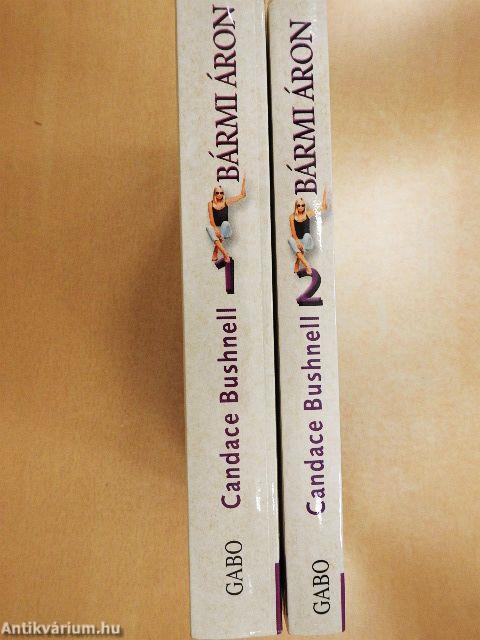 GABO Candace Bushnell 1 BÁRMI ÁRON
GABO Candace Bushnell 2 BÁRMI ÁRON
Antikvárium.hu